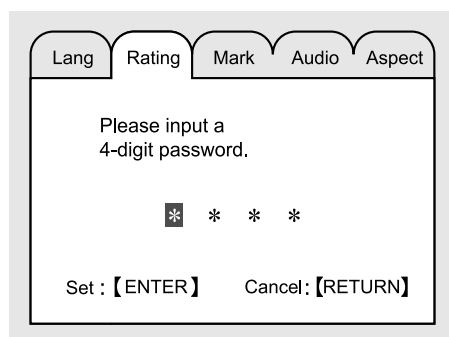 Lang Rating Mark Audio Aspect
Please input a
4-digit password.
* * * *
Set :【ENTER】 Cancel:【RETURN】